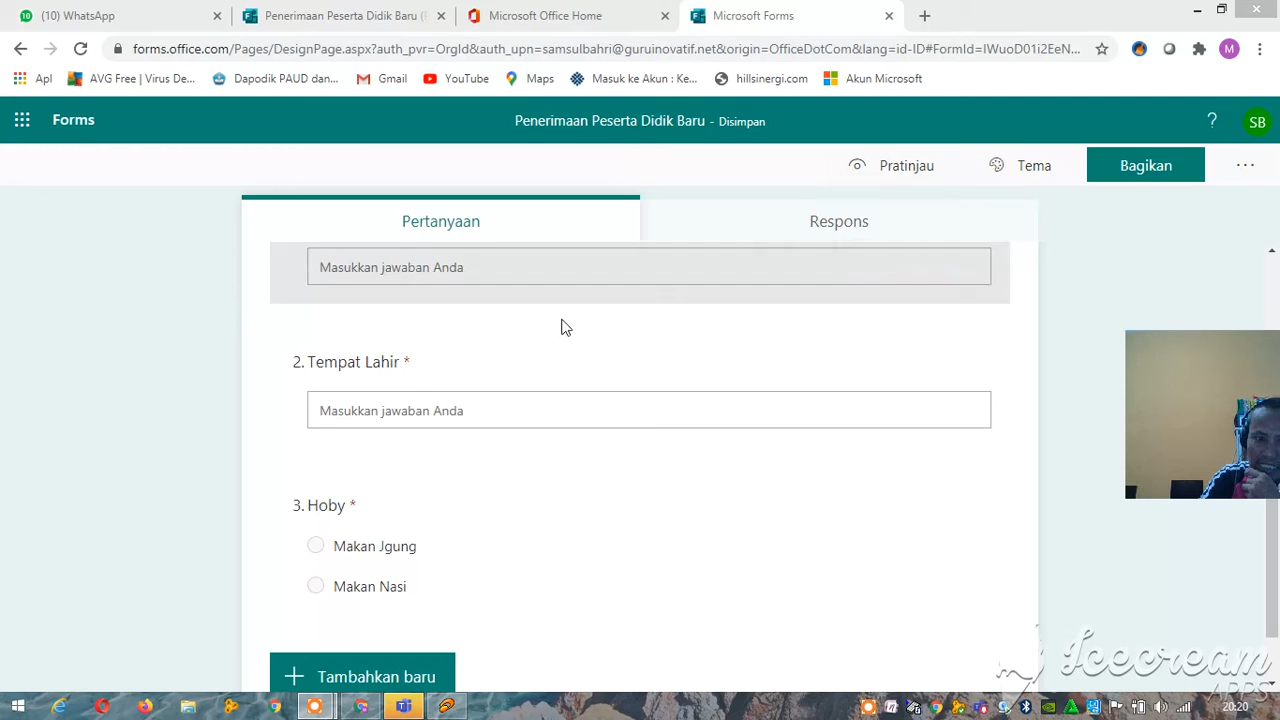 (10) WhatsApp
Penerimaan Peserta Didik Baru (
Microsoft Office Home
Microsoft Forms
forms.office.com/Pages/DesignPage.aspx?auth_pvr=OrgId&auth_upn=samsulbahri@guruinovatif.net&origin=OfficeDotCom&lang=id-ID#FormId=IWuoD01i2EeN...
M
Apl
AVG Free | Virus De...
Dapodik PAUD dan...
Gmail
YouTube
Maps
Masuk ke Akun : Ke...
hillsinergi.com
Akun Microsoft
Forms
Penerimaan Peserta Didik Baru - Disimpan
?
SB
Pratinjau
Tema
Bagikan
...
Pertanyaan
Respons
Masukkan jawaban Anda
2. Tempat Lahir *
Masukkan jawaban Anda
3. Hoby *
Makan Jgung
Makan Nasi
+ Tambahkan baru
Icecream
APPS
20:20